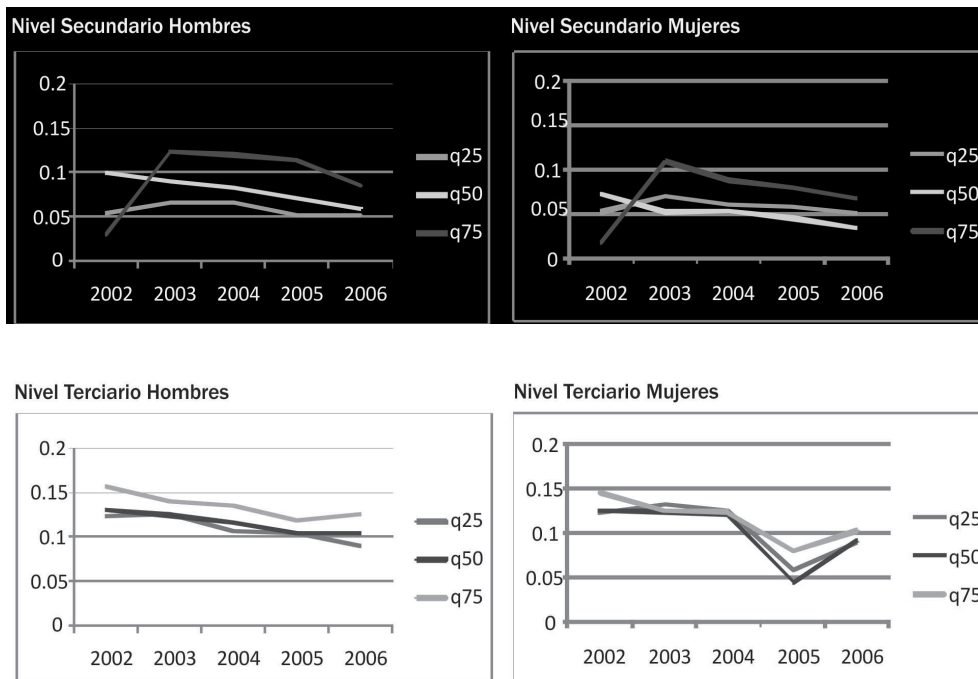 Nivel Secundario Hombres
0.2
0.15
0.1
0.05
0
2002 2003 2004 2005 2006
q25
q50
q75
Nivel Secundario Mujeres
0.2
0.15
0.1
0.05
0
2002 2003 2004 2005 2006
q25
q50
q75
Nivel Terciario Hombres
0.2
0.15
0.1
0.05
0
2002 2003 2004 2005 2006
q25
q50
q75
Nivel Terciario Mujeres
0.2
0.15
0.1
0.05
0
2002 2003 2004 2005 2006
q25
q50
q75